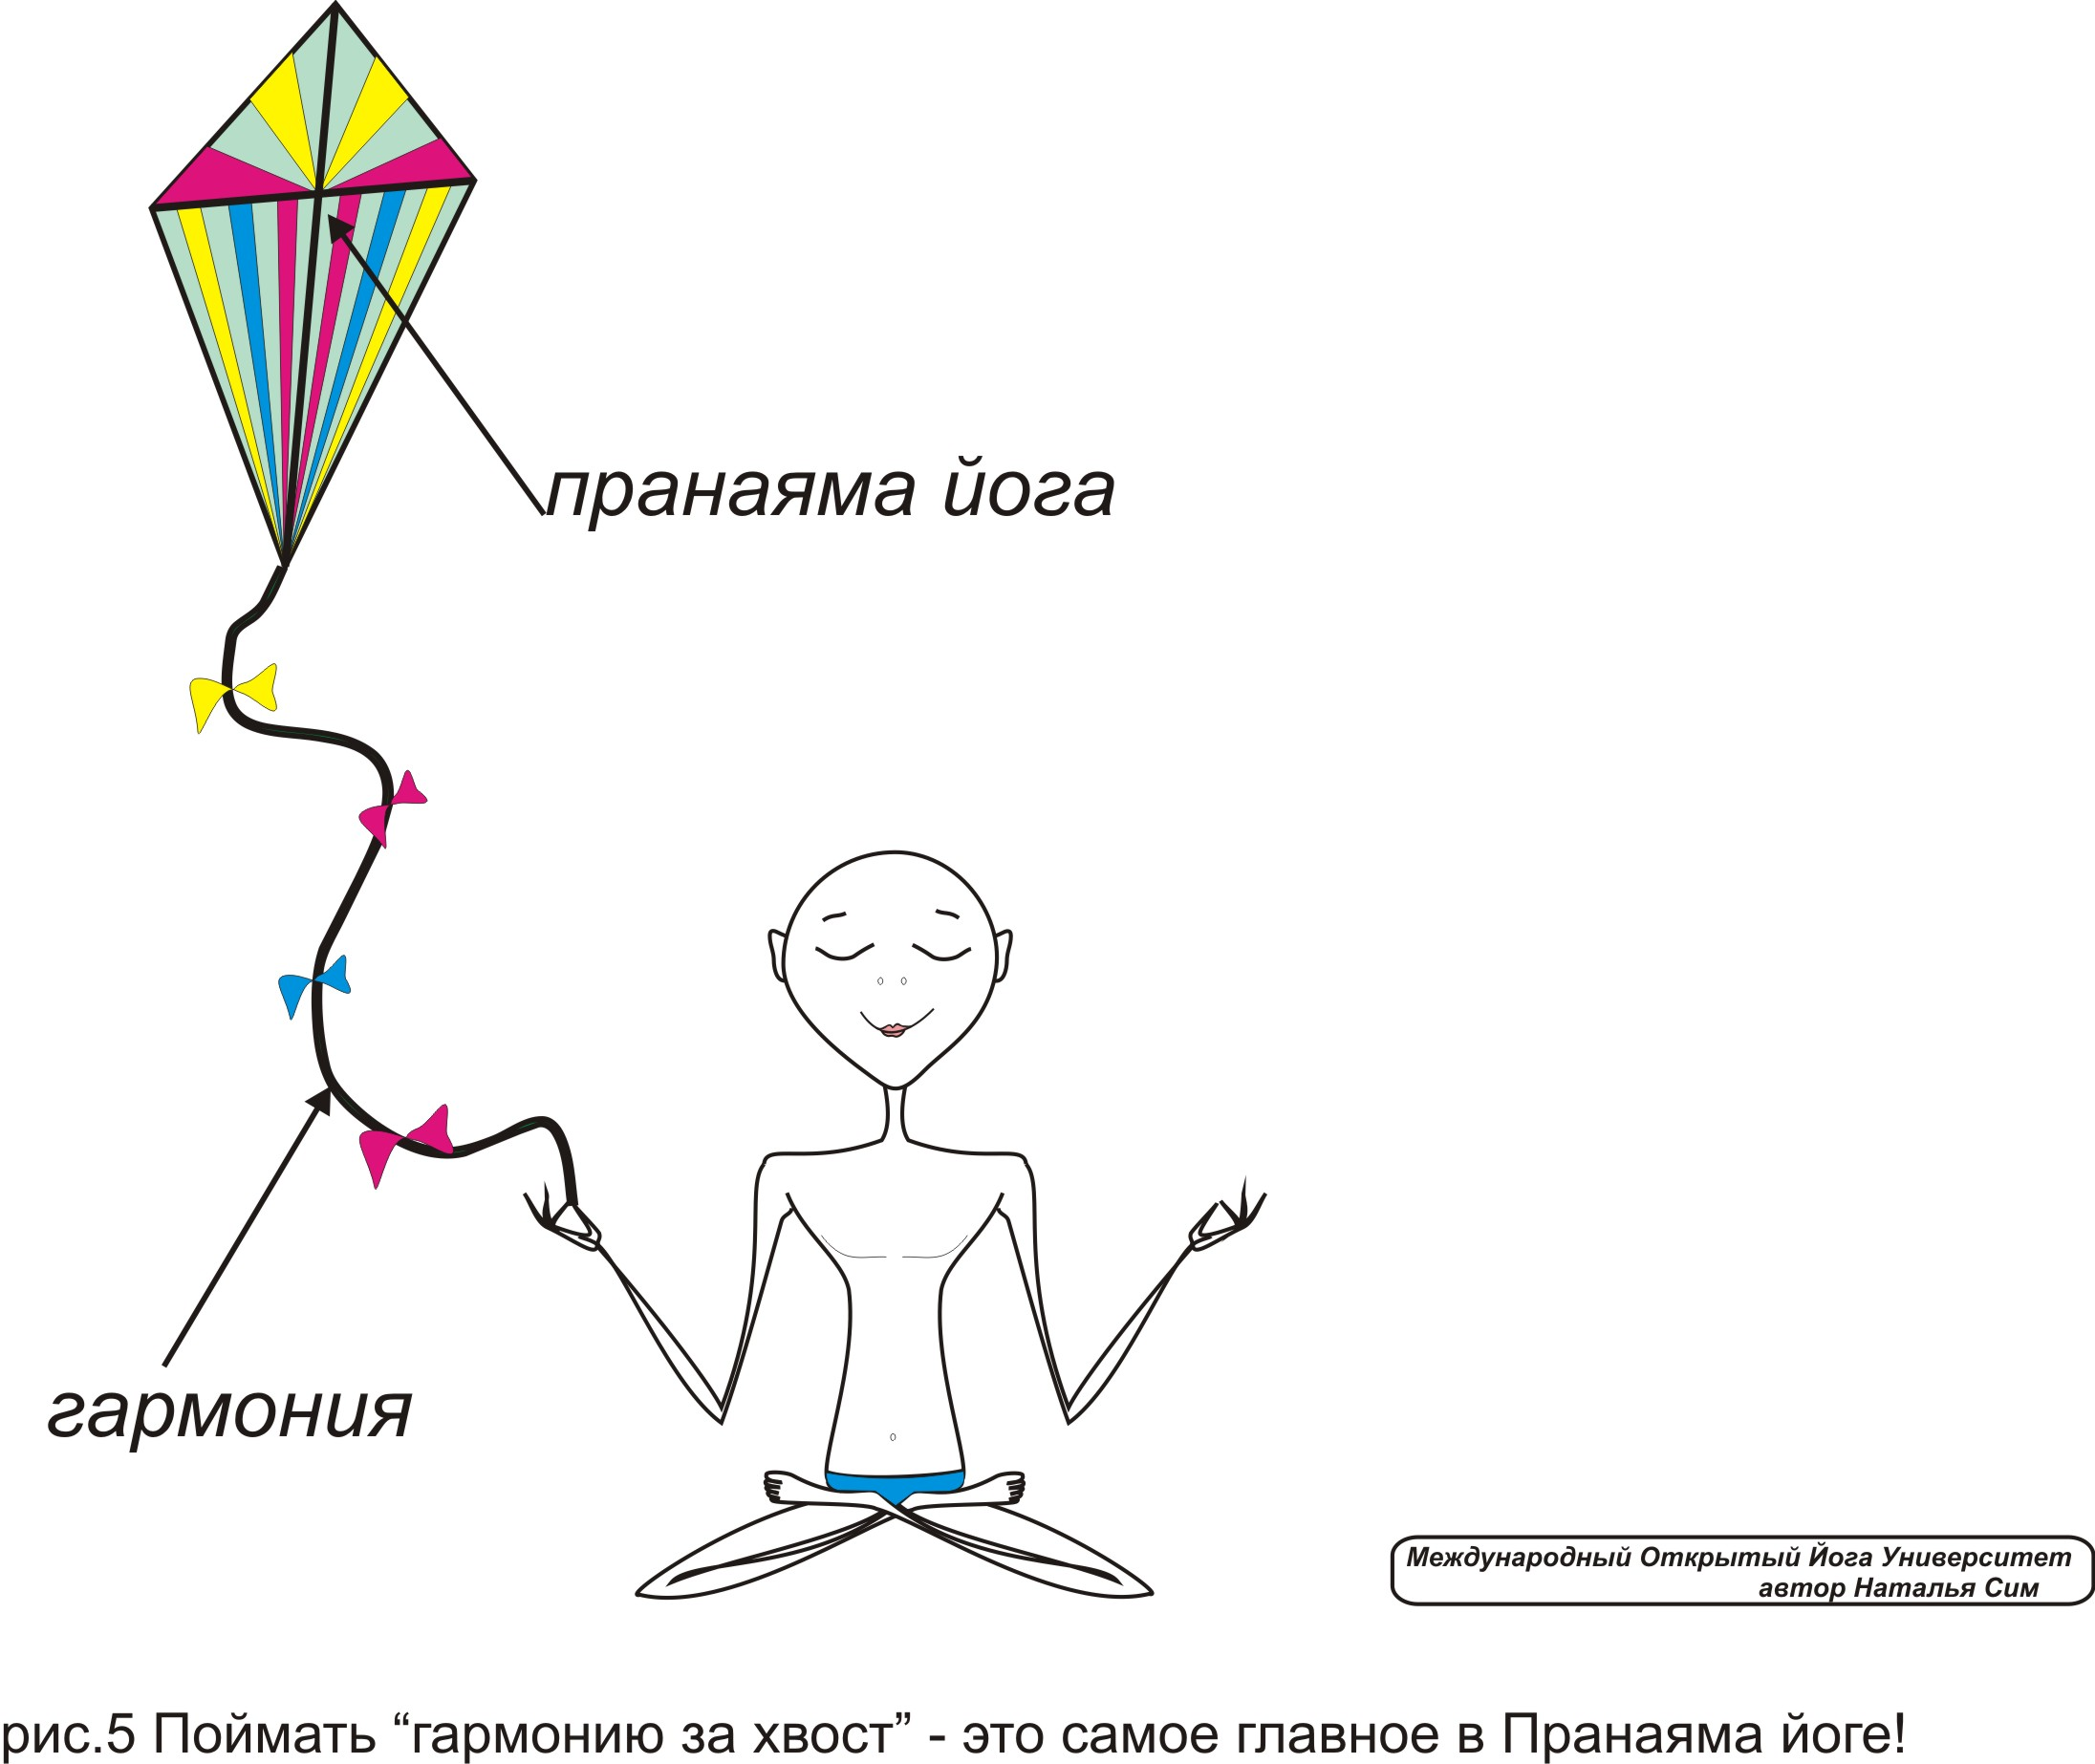 пранаяма йога
гармония
Международный Открытый Йога Университет
автор Наталья Сим
рис.5 Поймать “гармонию за хвост” - это самое главное в Пранаяма йоге!